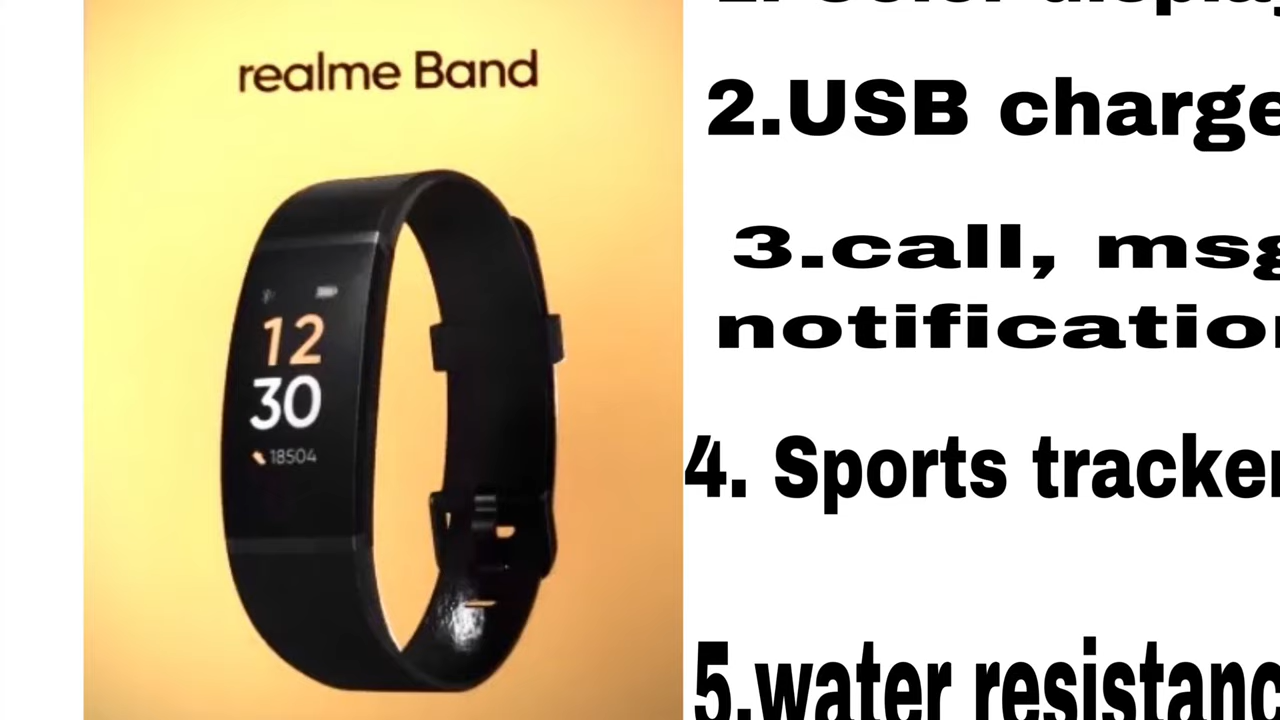 realme Band
12
30
18504
2.USB charge
3.call, msg
notification
4. Sports tracker
5.water resistanc